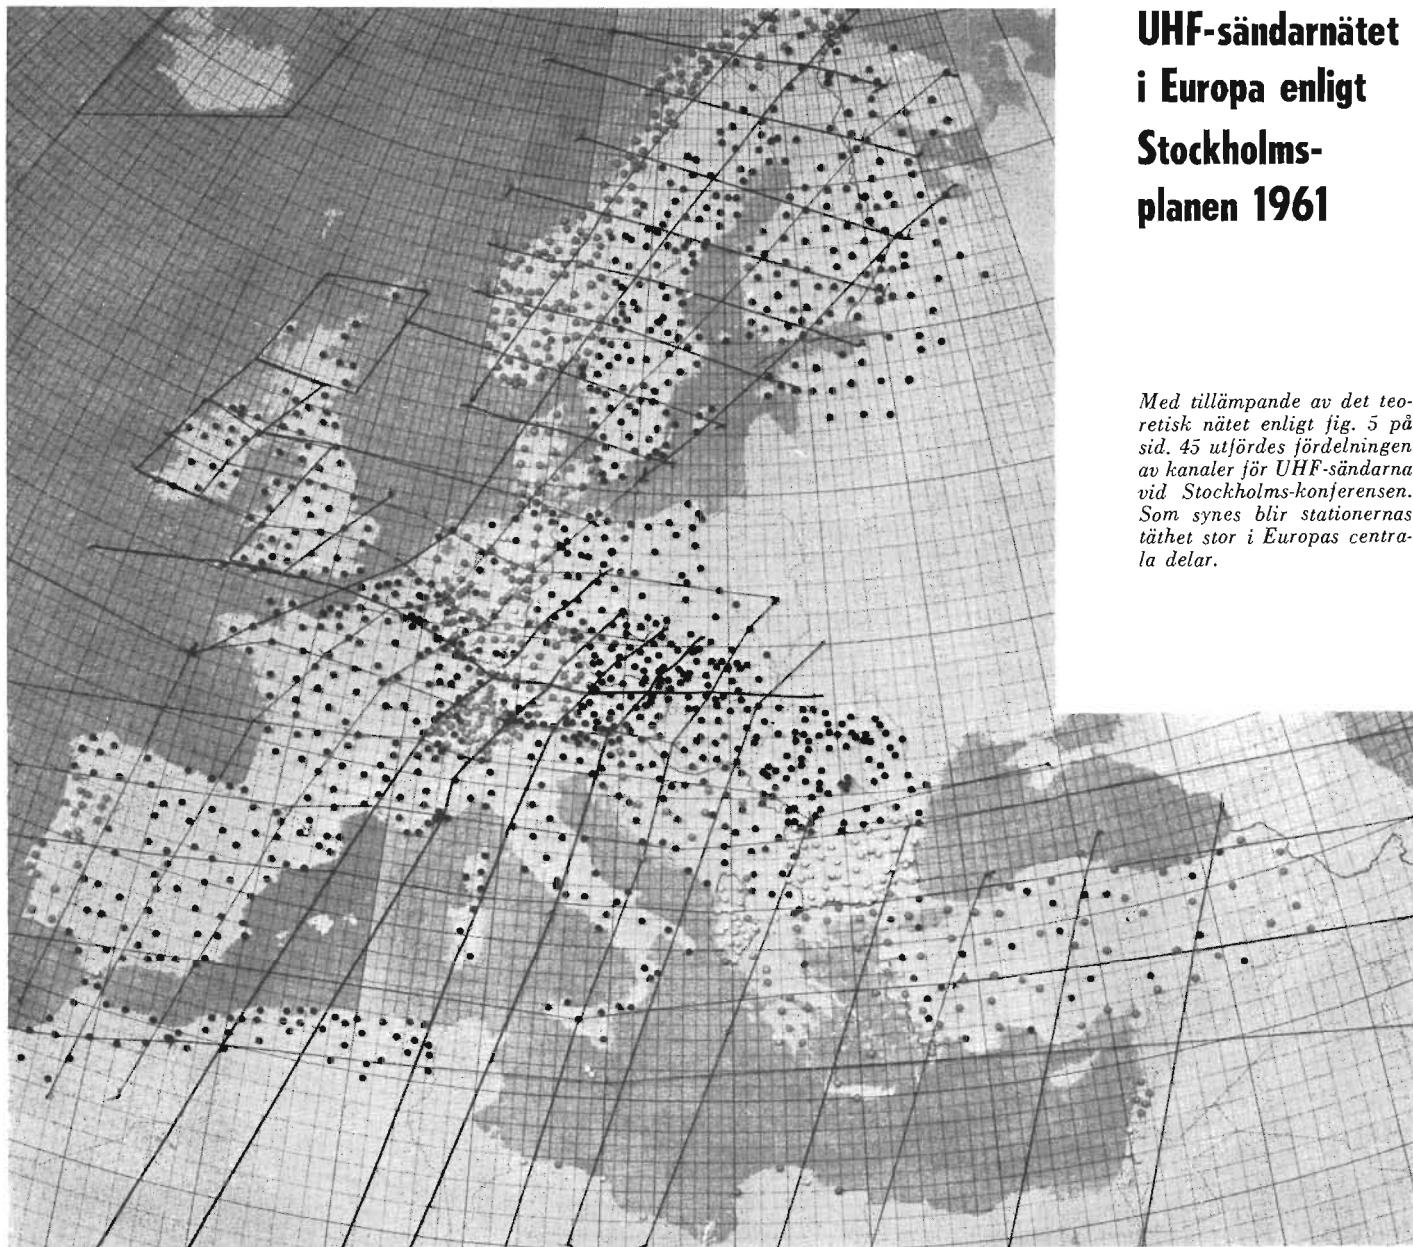 UHF-sändarnätet
i Europa enligt
Stockholms-
planen 1961
Med tillämpande av det teo-
retisk nätet enligt fig. 5 på
sid. 45 utfördes fördelningen
av kanaler för UHF-sändarna
vid Stockholms-konferensen.
Som synes blir stationernas
täthet stor i Europas centra-
la delar.